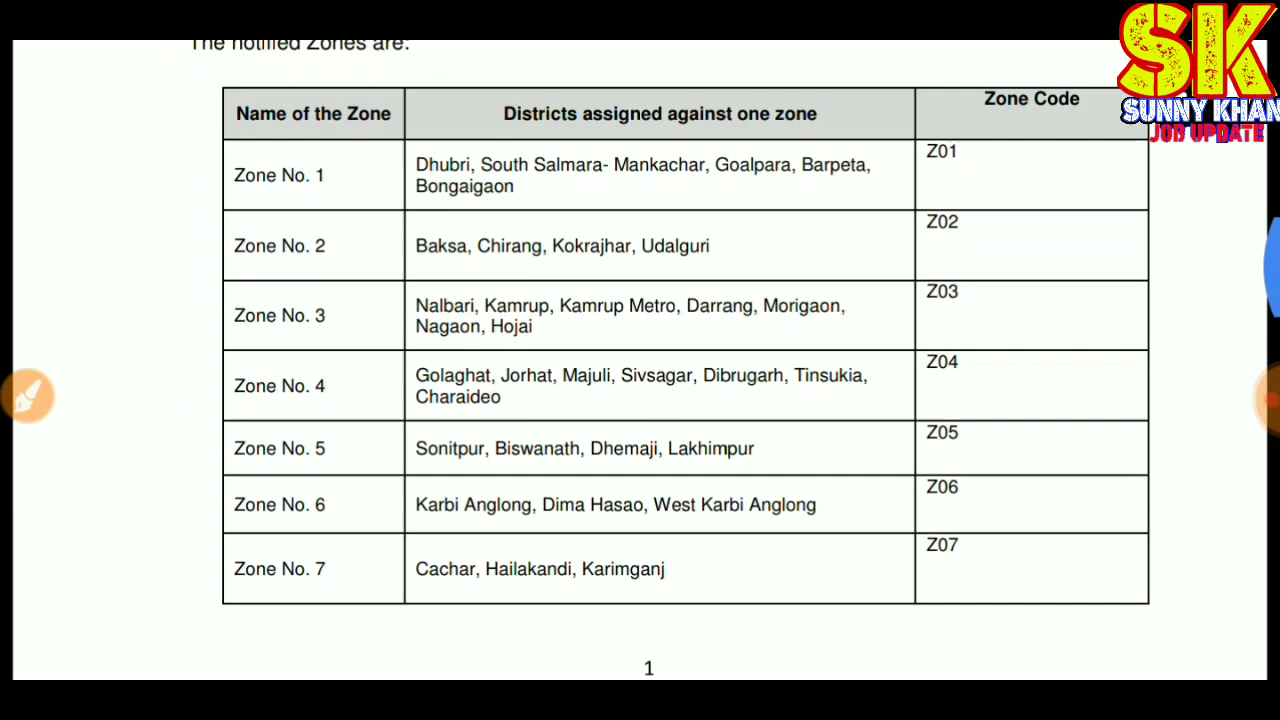 The notified Zones are:
SK
SUNNY KHAN
JOB UPDATE
Name of the Zone Districts assigned against one zone Zone Code
Zone No. 1 Dhubri, South Salmara- Mankachar, Goalpara, Barpeta, Z01
Bongaigaon
Zone No. 2 Baksa, Chirang, Kokrajhar, Udalguri Z02
Zone No. 3 Nalbari, Kamrup, Kamrup Metro, Darrang, Morigaon, Z03
Nagaon, Hojai
Zone No. 4 Golaghat, Jorhat, Majuli, Sivsagar, Dibrugarh, Tinsukia, Z04
Charaideo
Zone No. 5 Sonitpur, Biswanath, Dhemaji, Lakhimpur Z05
Zone No. 6 Karbi Anglong, Dima Hasao, West Karbi Anglong Z06
Zone No. 7 Cachar, Hailakandi, Karimganj Z07
1